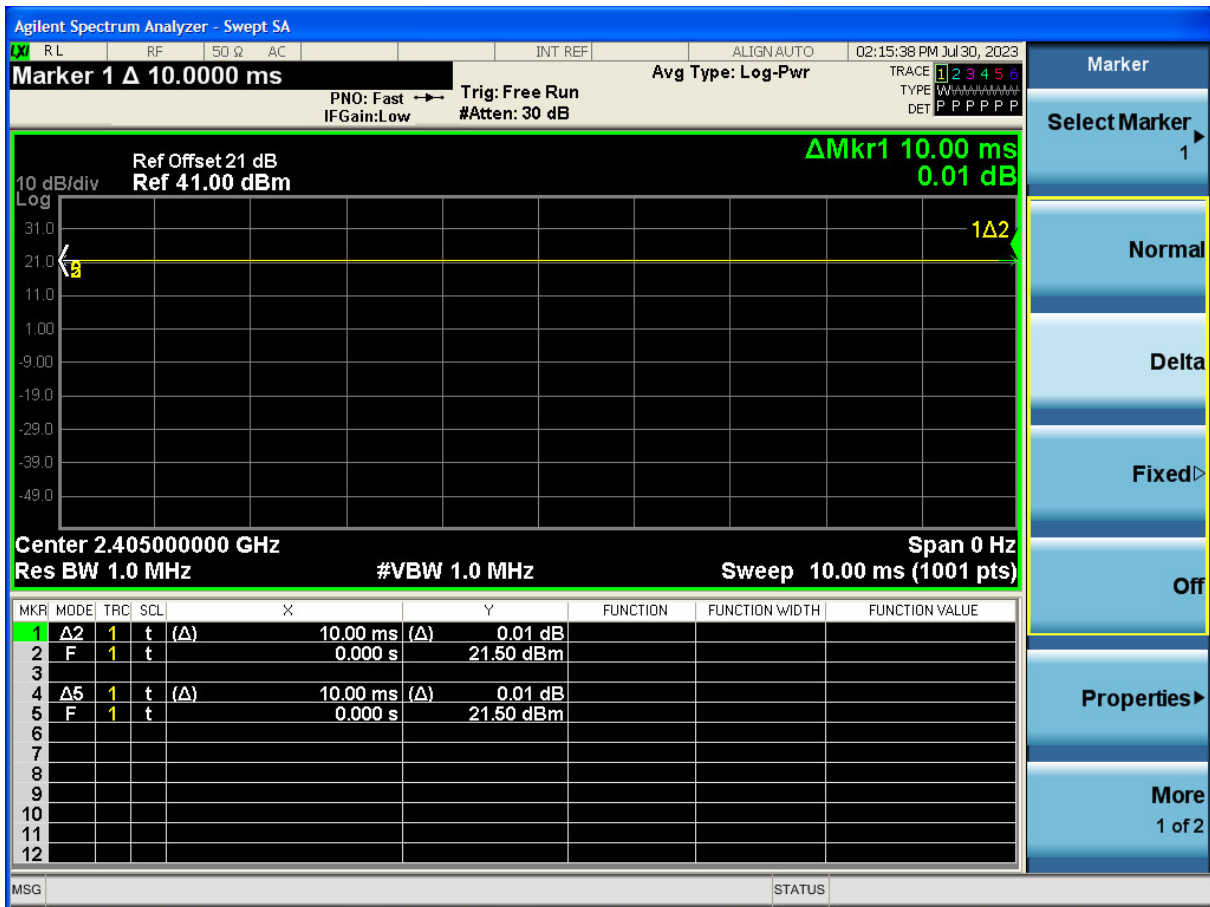 Agilent Spectrum Analyzer - Swept SA
LXI RL RF 50 Ω AC INT REF ALIGN AUTO 02:15:38 PM Jul 30, 2023
Marker 1 Δ 10.0000 ms
PNO: Fast
IFGain:Low
Trig: Free Run
#Atten: 30 dB
Avg Type: Log-Pwr
TRACE 1 2 3 4 5 6
TYPE W
DET P P P P P P
ΔMkr1 10.00 ms
0.01 dB
Ref Offset 21 dB
10 dB/div Ref 41.00 dBm
Log
31.0
21.0
11.0
1.00
-9.00
-19.0
-29.0
-39.0
-49.0
1Δ2
Center 2.405000000 GHz Span 0 Hz
Res BW 1.0 MHz #VBW 1.0 MHz Sweep 10.00 ms (1001 pts)
MKR MODE TRC SCL X Y FUNCTION FUNCTION WIDTH FUNCTION VALUE
1 Δ2 1 t (Δ) 10.00 ms (Δ) 0.01 dB
2 F 1 t 0.000 s 21.50 dBm
3
4 Δ5 1 t (Δ) 10.00 ms (Δ) 0.01 dB
5 F 1 t 0.000 s 21.50 dBm
6
7
8
9
10
11
12
MSG STATUS
Marker
Select Marker
1
Normal
Delta
Fixed
Off
Properties
More
1 of 2